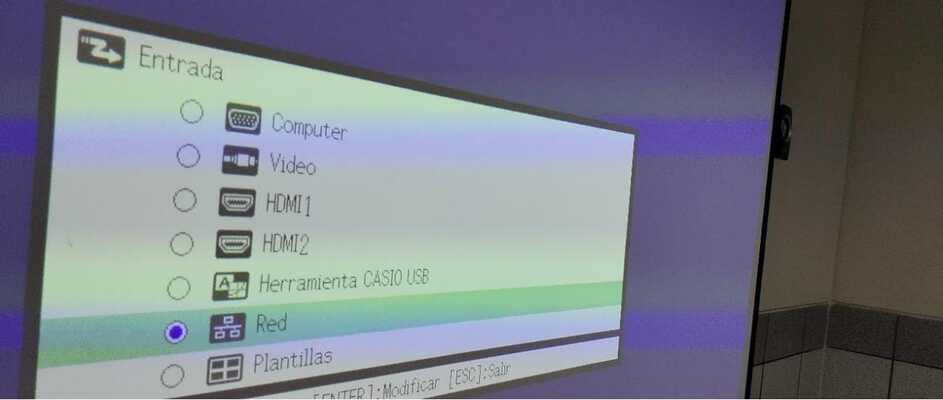 Entrada
Computer
Video
HDMI1
HDMI2
Herramienta CASIO USB
Red
Plantillas
[ENTER]:Modificar [ESC]:Salir